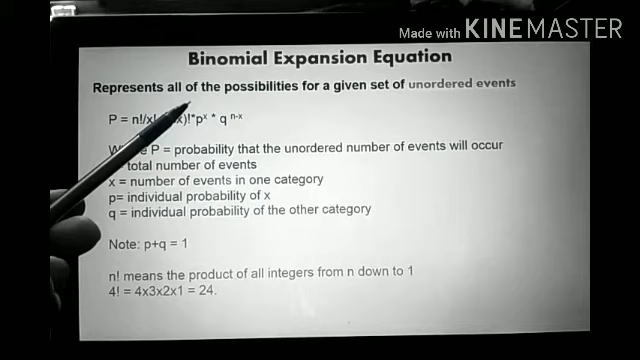 Made with KINEMASTER
Binomial Expansion Equation
Represents all of the possibilities for a given set of unordered events
P = n!/x! x)!*pˣ * q ⁿ⁻ˣ
P = probability that the unordered number of events will occur
total number of events
x = number of events in one category
p= individual probability of x
q = individual probability of the other category
Note: p+q = 1
n! means the product of all integers from n down to 1
4! = 4x3x2x1 = 24.